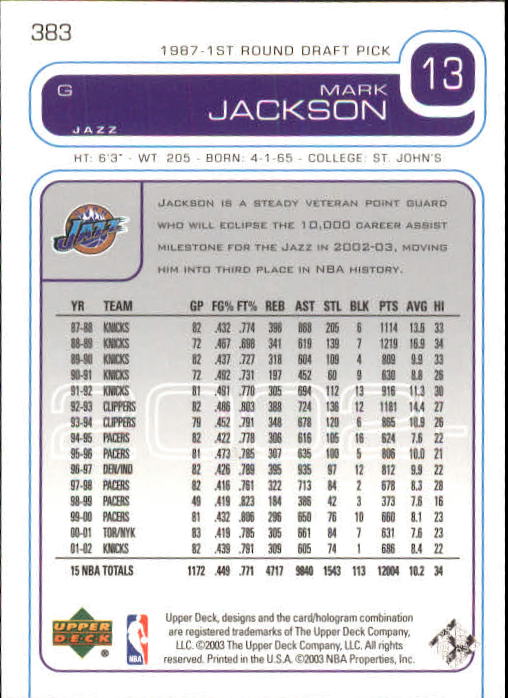 383
1987-1ST ROUND DRAFT PICK
13
G
MARK
JACKSON
JAZZ
HT: 6'3" - WT: 205 - BORN: 4-1-65 - COLLEGE: ST. JOHN'S
JAZZ
JACKSON IS A STEADY VETERAN POINT GUARD
WHO WILL ECLIPSE THE 10,000 CAREER ASSIST
MILESTONE FOR THE JAZZ IN 2002-03, MOVING
HIM INTO THIRD PLACE IN NBA HISTORY.
YR TEAM GP FG% FT% REB AST STL BLK PTS AVG HI
87-88 KNICKS 82 .432 .774 396 868 205 6 1114 13.6 33
88-89 KNICKS 72 .467 .698 341 619 139 7 1219 16.9 34
89-90 KNICKS 82 .437 .727 318 604 109 4 809 9.9 33
90-91 KNICKS 72 .492 .731 197 452 60 9 630 8.8 26
91-92 KNICKS 81 .491 .770 305 694 112 13 916 11.3 30
92-93 CLIPPERS 82 .486 .803 388 724 136 12 1181 14.4 27
93-94 CLIPPERS 79 .452 .791 348 678 120 6 865 10.9 26
94-95 PACERS 82 .422 .778 306 616 105 16 624 7.6 22
95-96 PACERS 81 .473 .785 307 635 100 5 806 10.0 21
96-97 DEN/IND 82 .426 .789 395 935 97 12 812 9.9 22
97-98 PACERS 82 .416 .761 322 713 84 2 678 8.3 28
98-99 PACERS 49 .419 .823 184 386 42 3 373 7.6 16
99-00 PACERS 81 .432 .806 296 650 76 10 660 8.1 23
00-01 TOR/NYK 83 .419 .785 305 661 84 7 631 7.6 23
01-02 KNICKS 82 .439 .791 309 605 74 1 686 8.4 22
15 NBA TOTALS 1172 .449 .771 4717 9840 1543 113 12004 10.2 34
UPPER
DECK
NBA
Upper Deck, designs and the card/hologram combination
are registered trademarks of The Upper Deck Company,
LLC. ©2003 The Upper Deck Company, LLC. All rights
reserved. Printed in the U.S.A. ©2003 NBA Properties, Inc.